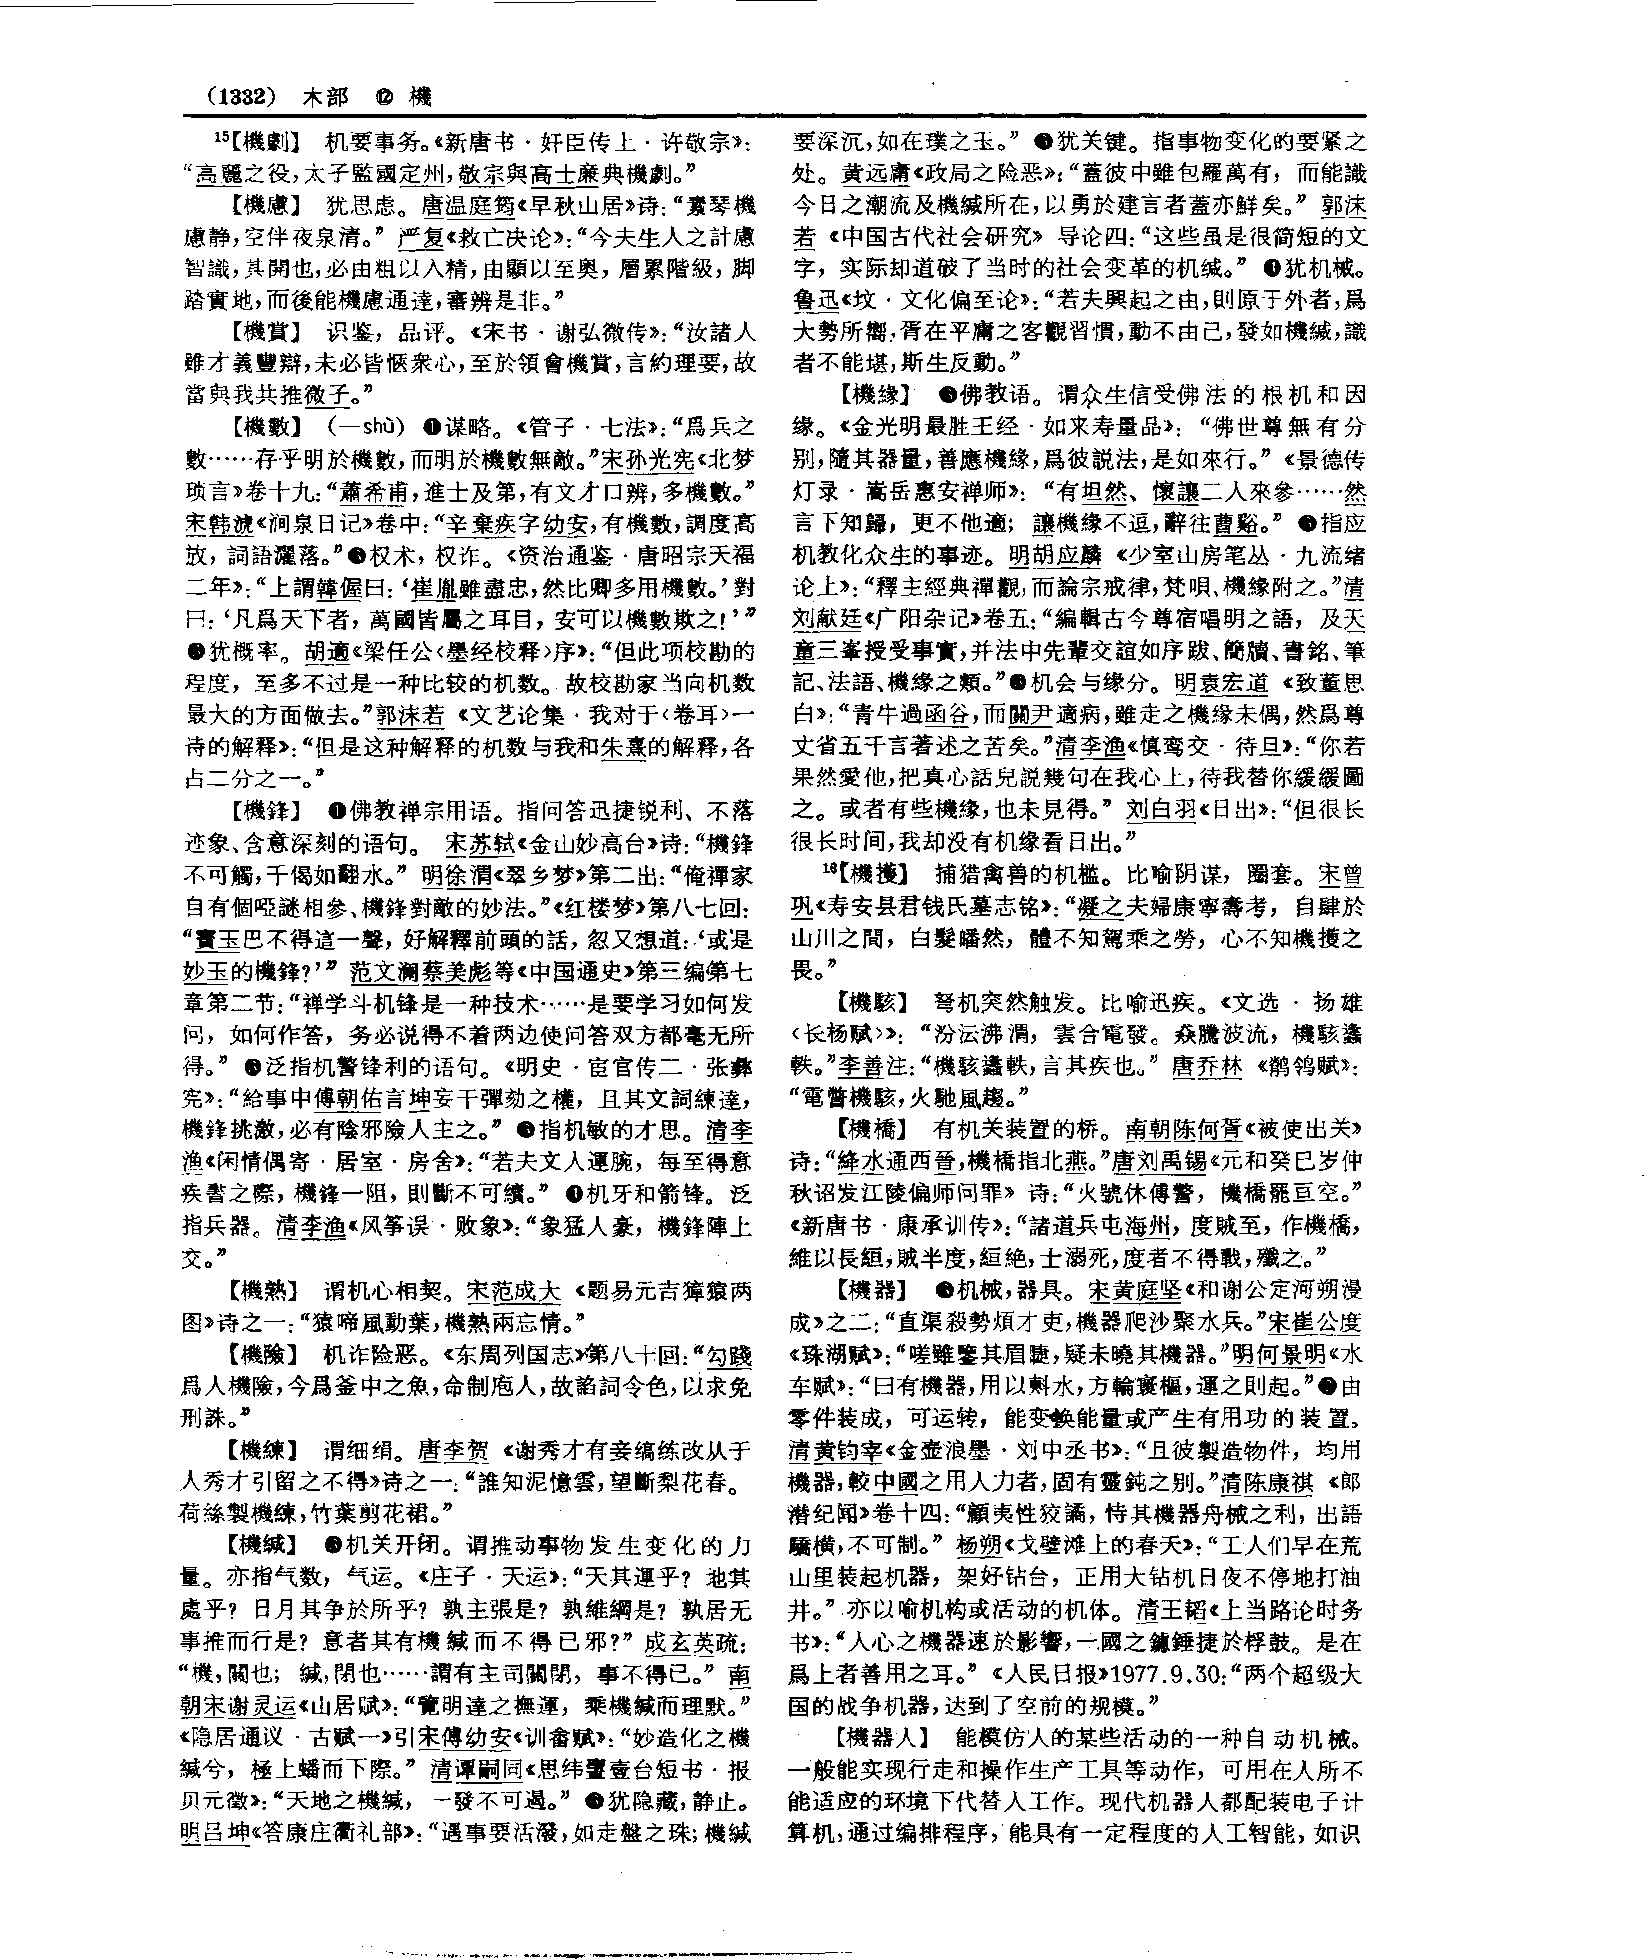 (1332) 木部 ⑫ 機
15【機劇】 机要事务。《新唐书·奸臣传上·许敬宗》：
“高麗之役，太子監國定州，敬宗與高士廉典機劇。”
【機慮】 犹思虑。唐温庭筠《早秋山居》诗：“素琴機
慮静，空伴夜泉清。” 严复《救亡决论》：“今夫生人之計慮
智識，其開也，必由粗以入精，由顯以至奥，層累階級，脚
踏實地，而後能機慮通達，審辨是非。”
【機賞】 识鉴，品评。《宋书·谢弘微传》：“汝諸人
雖才義豐辯，未必皆愜衆心，至於領會機賞，言約理要，故
當與我共推微子。”
【機數】 （—shù）❶谋略。《管子·七法》：“爲兵之
數……存乎明於機數，而明於機數無敵。”宋孙光宪《北梦
琐言》卷十九：“蕭希甫，進士及第，有文才口辨，多機數。”
宋韩淲《涧泉日记》卷中：“辛棄疾字幼安，有機數，調度高
放，詞語灑落。”❷权术，权诈。《资治通鉴·唐昭宗天福
二年》：“上謂韓偓曰：‘崔胤雖盡忠，然比卿多用機數。’對
曰：‘凡爲天下者，萬國皆屬之耳目，安可以機數欺之！’”
❸犹概率。胡適《梁任公〈墨经校释〉序》：“但此项校勘的
程度，至多不过是一种比较的机数。故校勘家当向机数
最大的方面做去。”郭沫若《文艺论集·我对于〈卷耳〉一
诗的解释》：“但是这种解释的机数与我和朱熹的解释，各
占二分之一。”
【機鋒】 ❶佛教禅宗用语。指问答迅捷锐利、不落
迹象、含意深刻的语句。 宋苏轼《金山妙高台》诗：“機鋒
不可觸，千偈如翻水。” 明徐渭《翠乡梦》第二出：“俺禪家
自有個啞謎相參、機鋒對敵的妙法。”《红楼梦》第八七回：
“寶玉巴不得這一聲，好解釋前頭的話，忽又想道：‘或是
妙玉的機鋒？’” 范文澜蔡美彪等《中国通史》第三编第七
章第二节：“禅学斗机锋是一种技术……是要学习如何发
问，如何作答，务必说得不着两边使问答双方都毫无所
得。” ❷泛指机警锋利的语句。《明史·宦官传二·张彝
宪》：“給事中傅朝佑言坤妄干彈劾之權，且其文詞練達，
機鋒挑激，必有陰邪險人主之。” ❸指机敏的才思。清李
渔《闲情偶寄·居室·房舍》：“若夫文人運腕，每至得意
疾書之際，機鋒一阻，則斷不可續。” ❹机牙和箭锋。泛
指兵器。清李渔《风筝误·败象》：“象猛人豪，機鋒陣上
交。”
【機熟】 谓机心相契。宋范成大《题易元吉獐猿两
图》诗之一：“猿啼風動葉，機熟兩忘情。”
【機險】 机诈险恶。《东周列国志》第八十回：“勾踐
爲人機險，今爲釜中之魚，命制庖人，故諂詞令色，以求免
刑誅。”
【機練】 谓细绢。唐李贺《谢秀才有妾缟练改从于
人秀才引留之不得》诗之一：“誰知泥憶雲，望斷梨花春。
荷絲製機練，竹葉剪花裙。”
【機緘】 ❶机关开闭。谓推动事物发生变化的力
量。亦指气数，气运。《庄子·天运》：“天其運乎？地其
處乎？日月其争於所乎？孰主張是？孰維綱是？孰居无
事推而行是？意者其有機緘而不得已邪？” 成玄英疏：
“機，關也；緘，閉也……謂有主司關閉，事不得已。” 南
朝宋谢灵运《山居赋》：“覽明達之撫運，乘機緘而理默。”
《隐居通议·古赋一》引宋傅幼安《训畬赋》：“妙造化之機
緘兮，極上蟠而下際。” 清谭嗣同《思纬壹壹台短书·报
贝元徵》：“天地之機緘，一發不可遏。” ❷犹隐藏，静止。
明吕坤《答康庄衢礼部》：“遇事要活潑，如走盤之珠；機緘
要深沉，如在璞之玉。” ❸犹关键。指事物变化的要紧之
处。黄远庸《政局之险恶》：“蓋彼中雖包羅萬有，而能識
今日之潮流及機緘所在，以勇於建言者蓋亦鮮矣。” 郭沫
若《中国古代社会研究》导论四：“这些虽是很简短的文
字，实际却道破了当时的社会变革的机缄。” ❹犹机械。
鲁迅《坟·文化偏至论》：“若夫興起之由，則原于外者，爲
大勢所嚮，胥在平庸之客觀習慣，動不由己，發如機緘，識
者不能堪，斯生反動。”
【機緣】 ❶佛教语。谓众生信受佛法的根机和因
缘。《金光明最胜王经·如来寿量品》：“佛世尊無有分
别，隨其器量，善應機緣，爲彼説法，是如來行。”《景德传
灯录·嵩岳惠安禅师》：“有坦然、懷讓二人來參……然
言下知歸，更不他適；讓機緣不逗，辭往曹谿。” ❷指应
机教化众生的事迹。明胡应麟《少室山房笔丛·九流绪
论上》：“釋主經典禪觀，而論宗戒律，梵唄、機緣附之。”清
刘献廷《广阳杂记》卷五：“編輯古今尊宿唱明之語，及天
童三峯授受事實，并法中先輩交誼如序跋、簡牘、書銘、筆
記、法語、機緣之類。”❸机会与缘分。明袁宏道《致董思
白》：“青牛過函谷，而關尹適病，雖走之機缘未偶，然爲尊
丈省五千言著述之苦矣。”清李渔《慎鸾交·待旦》：“你若
果然愛他，把真心話兒説幾句在我心上，待我替你緩緩圖
之。或者有些機緣，也未見得。” 刘白羽《日出》：“但很长
很长时间，我却没有机缘看日出。”
16【機擭】 捕猎禽兽的机槛。比喻阴谋，圈套。宋曾
巩《寿安县君钱氏墓志铭》：“凝之夫婦康寧壽考，自肆於
山川之間，白髮皤然，體不知駕乘之勞，心不知機擭之
畏。”
【機駭】 弩机突然触发。比喻迅疾。《文选·扬雄
〈长杨赋〉》：“汾沄沸渭，雲合電發。猋騰波流，機駭蠭
軼。”李善注：“機駭蠭軼，言其疾也。” 唐乔林《鹡鸰赋》：
“電瞥機駭，火馳風趨。”
【機橋】 有机关装置的桥。南朝陈何胥《被使出关》
诗：“絳水通西晉，機橋指北燕。”唐刘禹锡《元和癸巳岁仲
秋诏发江陵偏师问罪》诗：“火號休傳警，機橋罷亘空。”
《新唐书·康承训传》：“諸道兵屯海州，度賊至，作機橋，
維以長絙，賊半度，絙絶，士溺死，度者不得戰，殲之。”
【機器】 ❶机械，器具。宋黄庭坚《和谢公定河朔漫
成》之二：“直渠殺勢煩才吏，機器爬沙聚水兵。”宋崔公度
《珠湖赋》：“嗟雖鑒其眉睫，疑未曉其機器。”明何景明《水
车赋》：“曰有機器，用以㪺水，方輪寰樞，運之則起。”❷由
零件装成，可运转，能变换能量或产生有用功的装置。
清黄钧宰《金壶浪墨·刘中丞书》：“且彼製造物件，均用
機器，較中國之用人力者，固有靈鈍之别。”清陈康祺《郎
潜纪闻》卷十四：“顧夷性狡譎，恃其機器舟械之利，出語
驕横，不可制。” 杨朔《戈壁滩上的春天》：“工人们早在荒
山里装起机器，架好钻台，正用大钻机日夜不停地打油
井。” 亦以喻机构或活动的机体。清王韬《上当路论时务
书》：“人心之機器速於影響，一國之鑪錘捷於桴鼓。是在
爲上者善用之耳。”《人民日报》1977.9.30：“两个超级大
国的战争机器，达到了空前的规模。”
【機器人】 能模仿人的某些活动的一种自动机械。
一般能实现行走和操作生产工具等动作，可用在人所不
能适应的环境下代替人工作。现代机器人都配装电子计
算机，通过编排程序，能具有一定程度的人工智能，如识